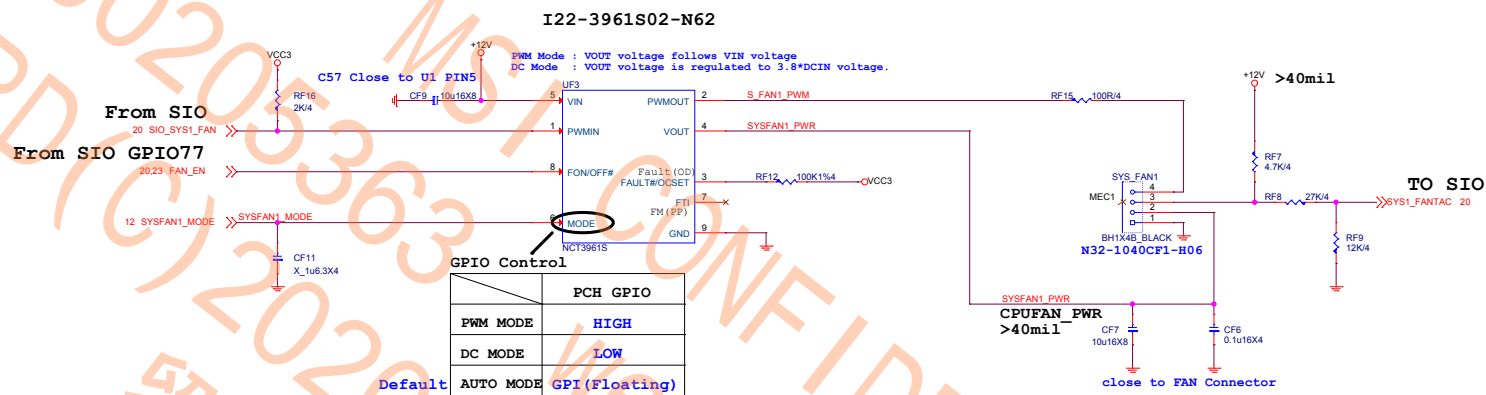 I22-3961S02-N62
PWM Mode : VOUT voltage follows VIN voltage
DC Mode : VOUT voltage is regulated to 3.8*DCIN voltage.
VCC3
+12V
C57 Close to U1 PIN5
CF9
10u16X8
UF3
RF16
2K/4
From SIO
20 SIO_SYS1_FAN
From SIO GPIO77
20,23 FAN_EN
12 SYSFAN1_MODE
SYSFAN1_MODE
CF11
X_1u6.3X4
5
VIN
1
PWMIN
8
FON/OFF#
6
MODE
PWMOUT
2
VOUT
4
Fault(OD)
FAULT#/OCSET
3
FTI
7
FM(PP)
GND
9
NCT3961S
S_FAN1_PWM
SYSFAN1_PWR
RF12
100K1%4
VCC3
RF15
100R/4
+12V
>40mil
RF7
4.7K/4
SYS_FAN1
MEC1
4
3
2
1
BH1X4B_BLACK
N32-1040CF1-H06
RF8
27K/4
TO SIO
SYS1_FANTAC 20
RF9
12K/4
SYSFAN1_PWR
CPUFAN_PWR
>40mil
CF7
10u16X8
CF6
0.1u16X4
close to FAN Connector
GPIO Control
PCH GPIO
PWM MODE HIGH
DC MODE LOW
Default AUTO MODE GPI(Floating)
MSI CONFIDE
02005363
RD(C)2020